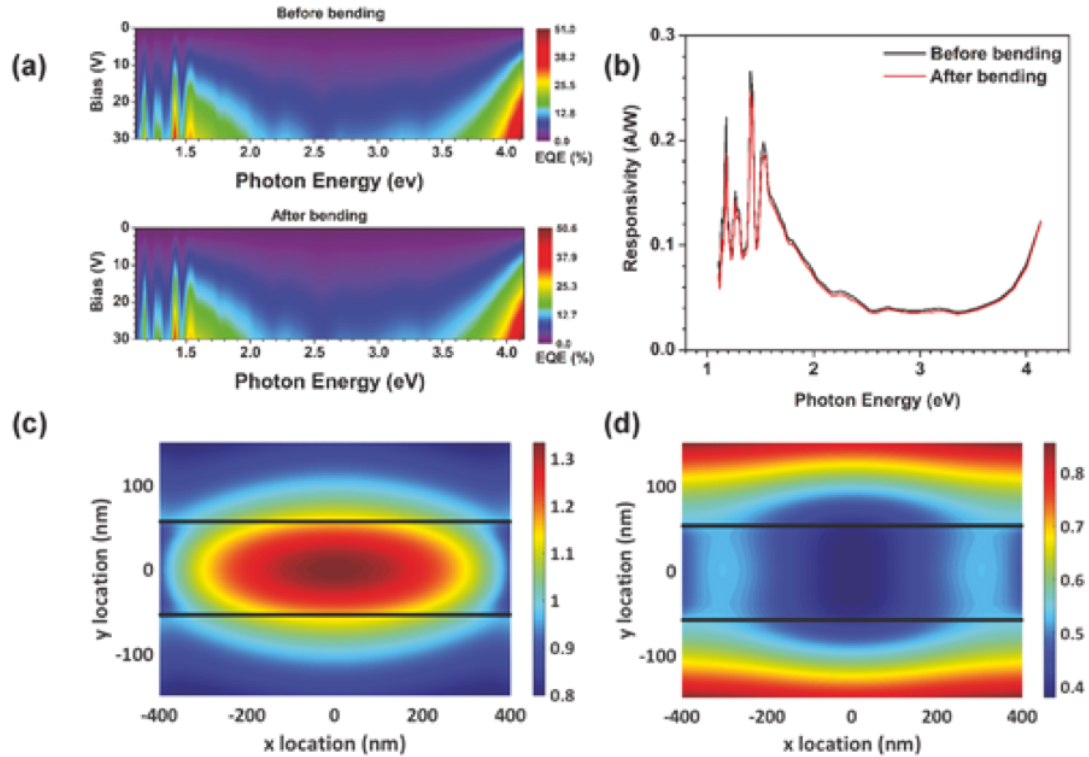 (a)
Before bending
Bias (V)
0
10
20
30
1.5 2.0 2.5 3.0 3.5 4.0
Photon Energy (ev)
51.0
38.2
25.5
12.8
0.0
EQE (%)
After bending
Bias (V)
0
10
20
30
1.5 2.0 2.5 3.0 3.5 4.0
Photon Energy (eV)
50.6
37.9
25.3
12.7
0.0
EQE (%)
(b)
Responsivity (A/W)
0.3
0.2
0.1
0.0
Before bending
After bending
1 2 3 4
Photon Energy (eV)
(c)
y location (nm)
100
0
-100
-400 -200 0 200 400
x location (nm)
1.3
1.2
1.1
1
0.9
0.8
(d)
y location (nm)
100
0
-100
-400 -200 0 200 400
x location (nm)
0.8
0.7
0.6
0.5
0.4